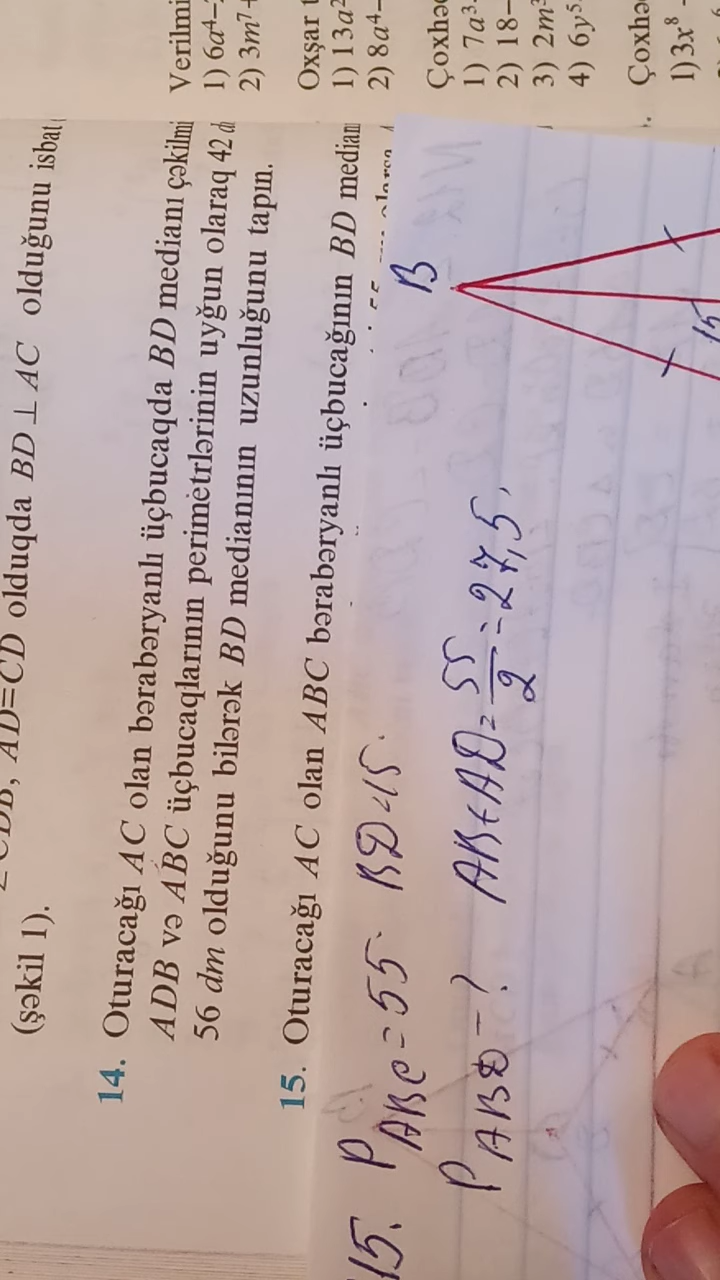 (şəkil 1).
AD=CD olduqda BD ⊥ AC olduğunu isbat
14. Oturacağı AC olan bərabəryanlı üçbucaqda BD medianı çəkilmi
ADB və ABC üçbucaqlarının perimetrlərinin uyğun olaraq 42 d
56 dm olduğunu bilərək BD medianının uzunluğunu tapın.
15. Oturacağı AC olan ABC bərabəryanlı üçbucağının BD median
Verilmi
1) 6a⁴-
2) 3m⁷+
Oxşar t
1) 13a²
2) 8a⁴-
Çoxhəd
1) 7a³
2) 18-
3) 2m³
4) 6y⁵
Çoxhə
1) 3x⁸ -
15. P ABC = 55 BD=15.
P ABD - ? AB+AD = 55/2 = 27,5.
B
15